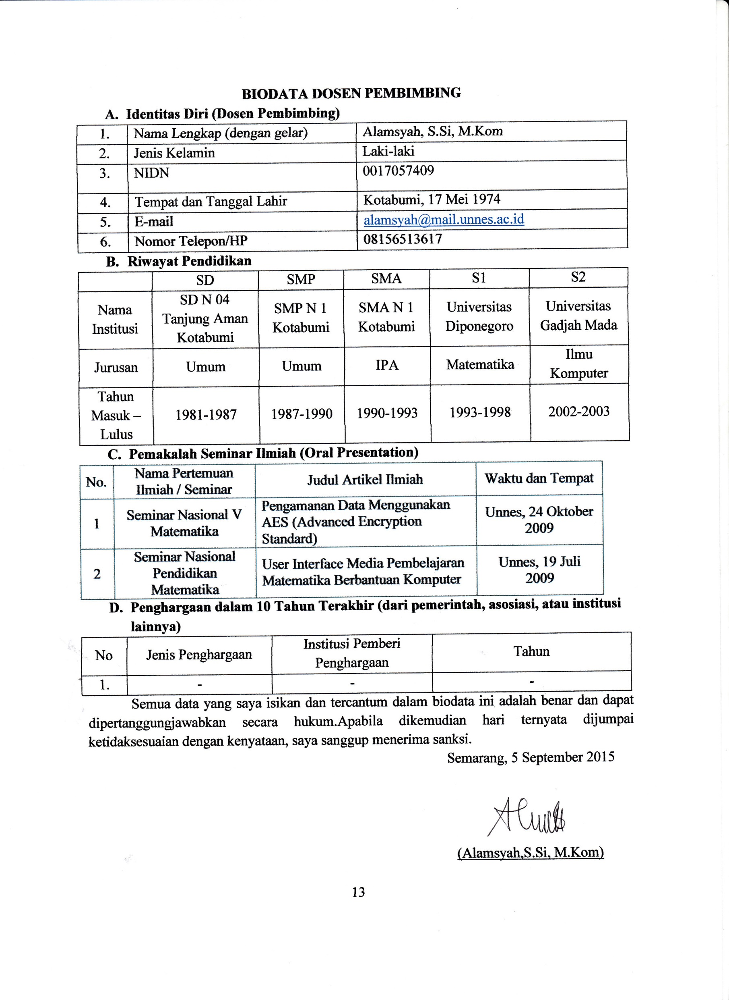 BIODATA DOSEN PEMBIMBING
A. Identitas Diri (Dosen Pembimbing)
1. Nama Lengkap (dengan gelar) Alamsyah, S.Si, M.Kom
2. Jenis Kelamin Laki-laki
3. NIDN 0017057409
4. Tempat dan Tanggal Lahir Kotabumi, 17 Mei 1974
5. E-mail alamsyah@mail.unnes.ac.id
6. Nomor Telepon/HP 08156513617
B. Riwayat Pendidikan
SD SMP SMA S1 S2
Nama Institusi
SD N 04 Tanjung Aman Kotabumi
SMP N 1 Kotabumi
SMA N 1 Kotabumi
Universitas Diponegoro
Universitas Gadjah Mada
Jurusan Umum Umum IPA Matematika Ilmu Komputer
Tahun Masuk – Lulus 1981-1987 1987-1990 1990-1993 1993-1998 2002-2003
C. Pemakalah Seminar Ilmiah (Oral Presentation)
No. Nama Pertemuan Ilmiah / Seminar Judul Artikel Ilmiah Waktu dan Tempat
1 Seminar Nasional V Matematika Pengamanan Data Menggunakan AES (Advanced Encryption Standard) Unnes, 24 Oktober 2009
2 Seminar Nasional Pendidikan Matematika User Interface Media Pembelajaran Matematika Berbantuan Komputer Unnes, 19 Juli 2009
D. Penghargaan dalam 10 Tahun Terakhir (dari pemerintah, asosiasi, atau institusi
lainnya)
No Jenis Penghargaan Institusi Pemberi Penghargaan Tahun
1. - - -
Semua data yang saya isikan dan tercantum dalam biodata ini adalah benar dan dapat
dipertanggungjawabkan secara hukum.Apabila dikemudian hari ternyata dijumpai
ketidaksesuaian dengan kenyataan, saya sanggup menerima sanksi.
Semarang, 5 September 2015
(Alamsyah,S.Si, M.Kom)
13